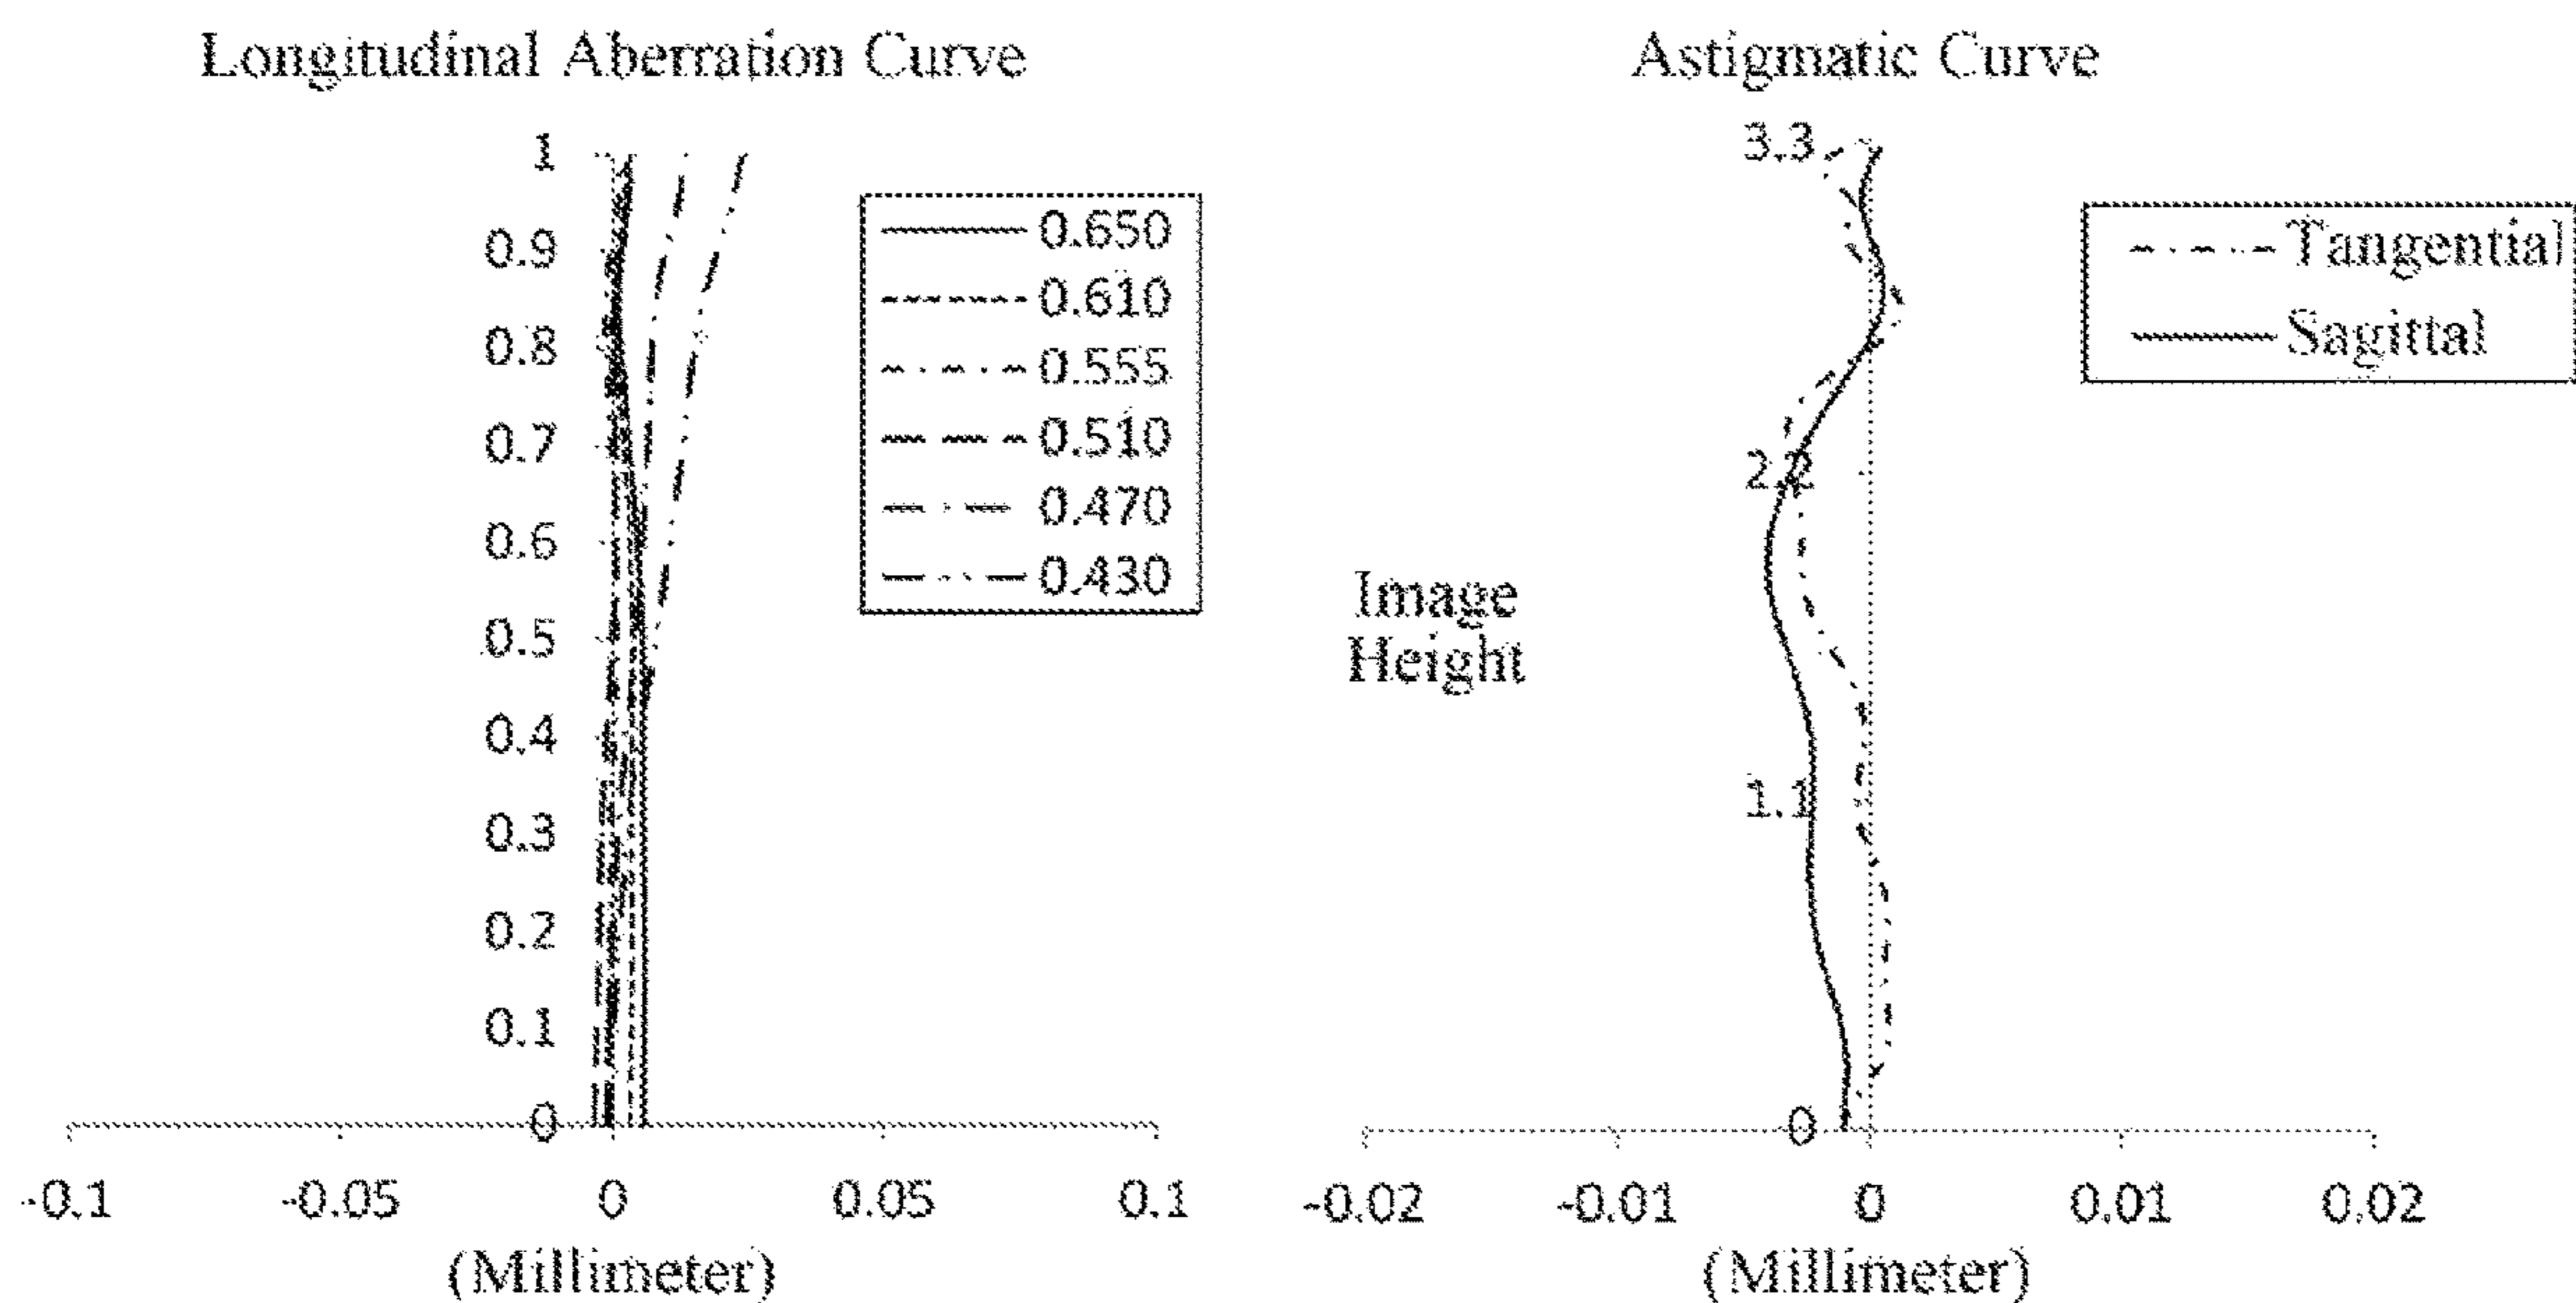 Longitudinal Aberration Curve
1
0.9
0.8
0.7
0.6
0.5
0.4
0.3
0.2
0.1
0
-0.1 -0.05 0 0.05 0.1
(Millimeter)
0.650
0.610
0.555
0.510
0.470
0.430
Astigmatic Curve
3.3
2.2
1.1
0
Image
Height
-0.02 -0.01 0 0.01 0.02
(Millimeter)
Tangential
Sagittal